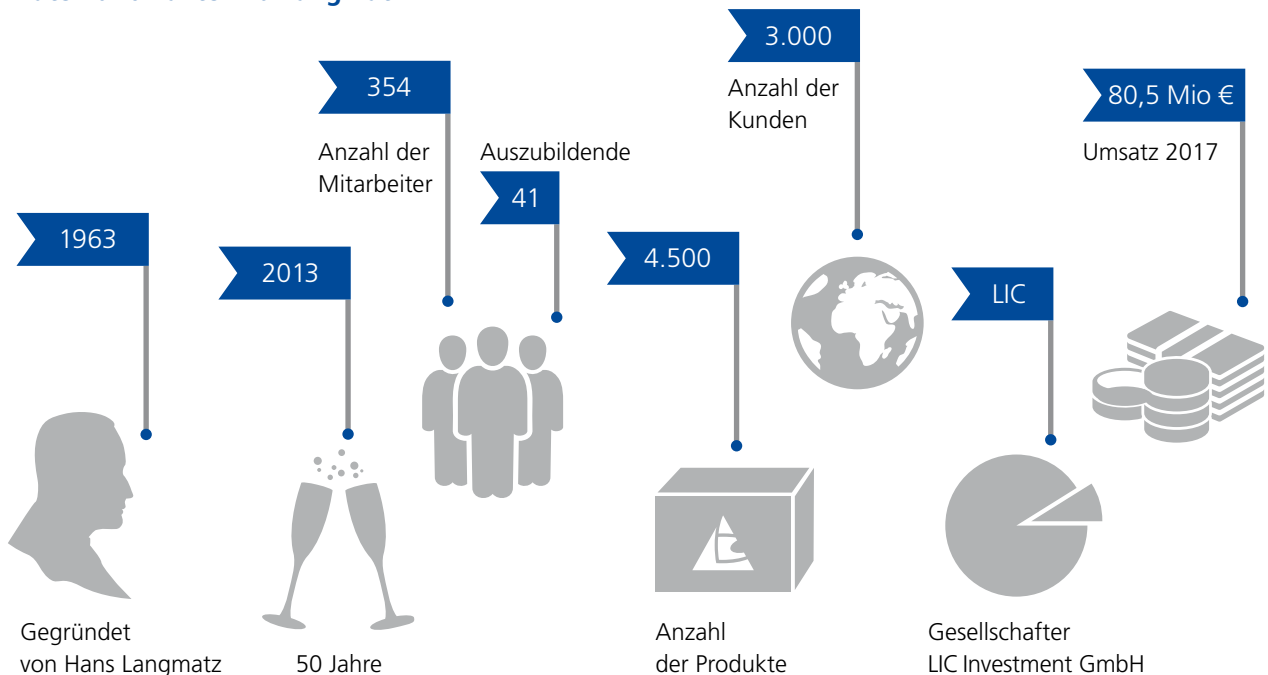 1963
Gegründet
von Hans Langmatz
2013
50 Jahre
354
Anzahl der
Mitarbeiter
Auszubildende
41
4.500
Anzahl
der Produkte
3.000
Anzahl der
Kunden
LIC
Gesellschafter
LIC Investment GmbH
80,5 Mio €
Umsatz 2017